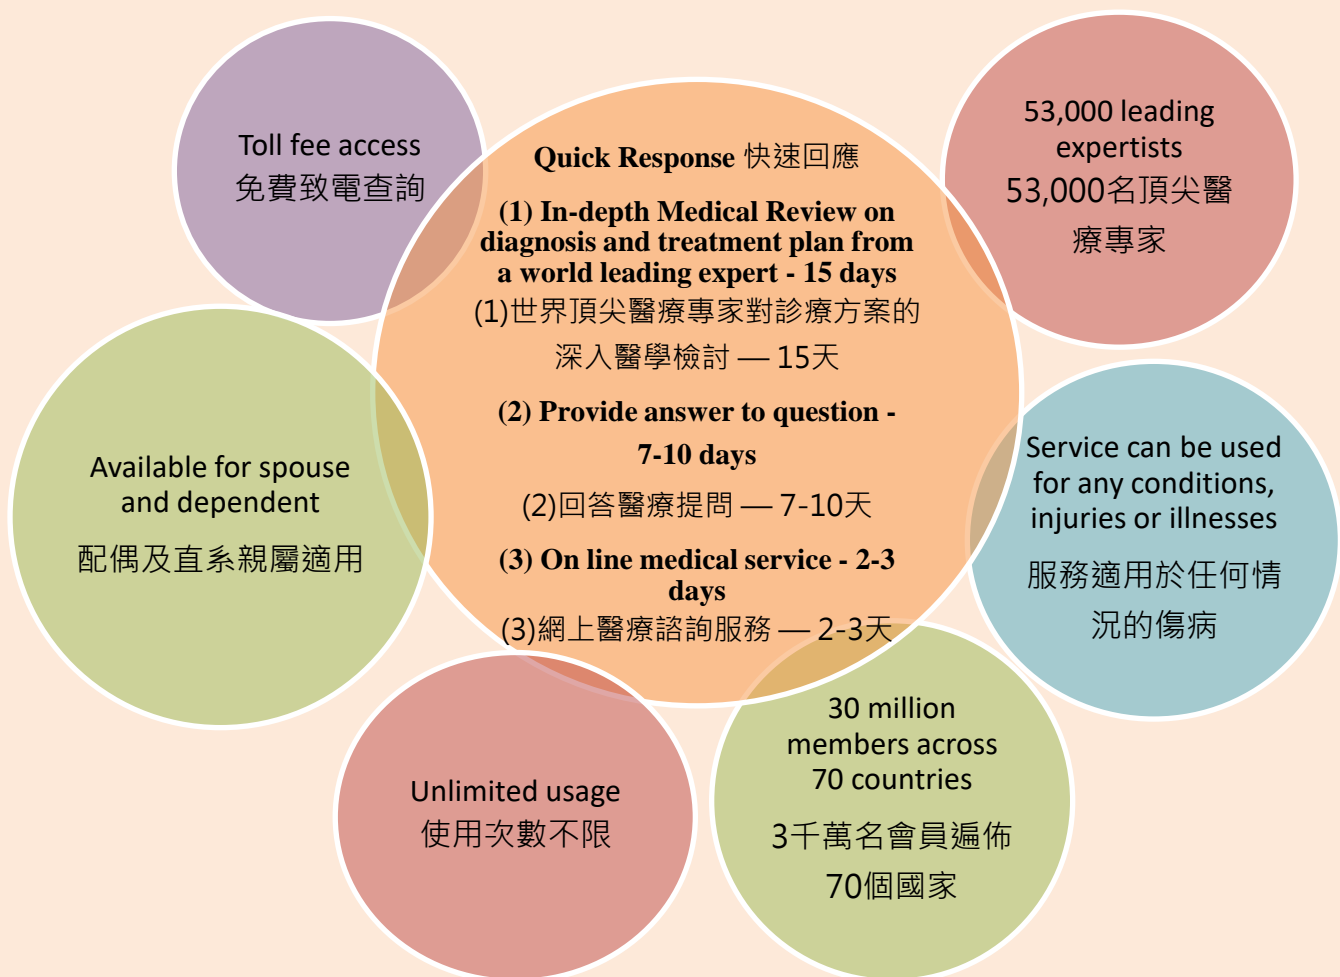 Toll fee access
免費致電查詢
Quick Response 快速回應
(1) In-depth Medical Review on
diagnosis and treatment plan from
a world leading expert - 15 days
(1)世界頂尖醫療專家對診療方案的
深入醫學檢討 — 15天
(2) Provide answer to question -
7-10 days
(2)回答醫療提問 — 7-10天
(3) On line medical service - 2-3
days
(3)網上醫療諮詢服務 — 2-3天
53,000 leading
expertists
53,000名頂尖醫
療專家
Available for spouse
and dependent
配偶及直系親屬適用
Service can be used
for any conditions,
injuries or illnesses
服務適用於任何情
況的傷病
Unlimited usage
使用次數不限
30 million
members across
70 countries
3千萬名會員遍佈
70個國家